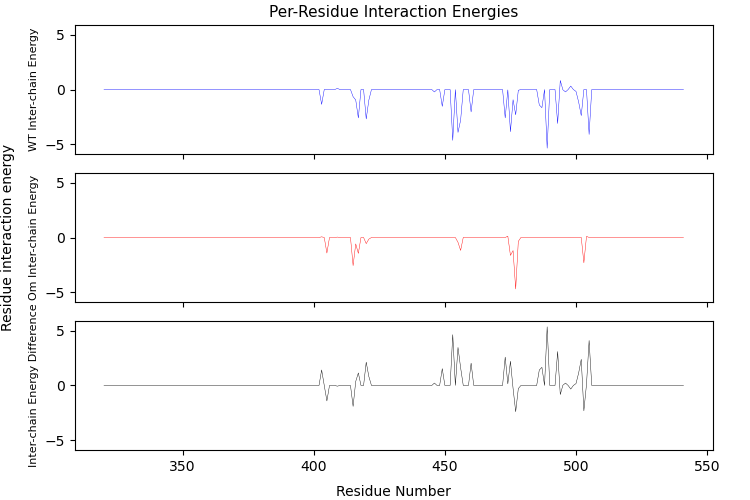 Per-Residue Interaction Energies
Residue interaction energy
WT Inter-chain Energy
5
0
−5
Om Inter-chain Energy
5
0
−5
Inter-chain Energy Difference
5
0
−5
350
400
450
500
550
Residue Number